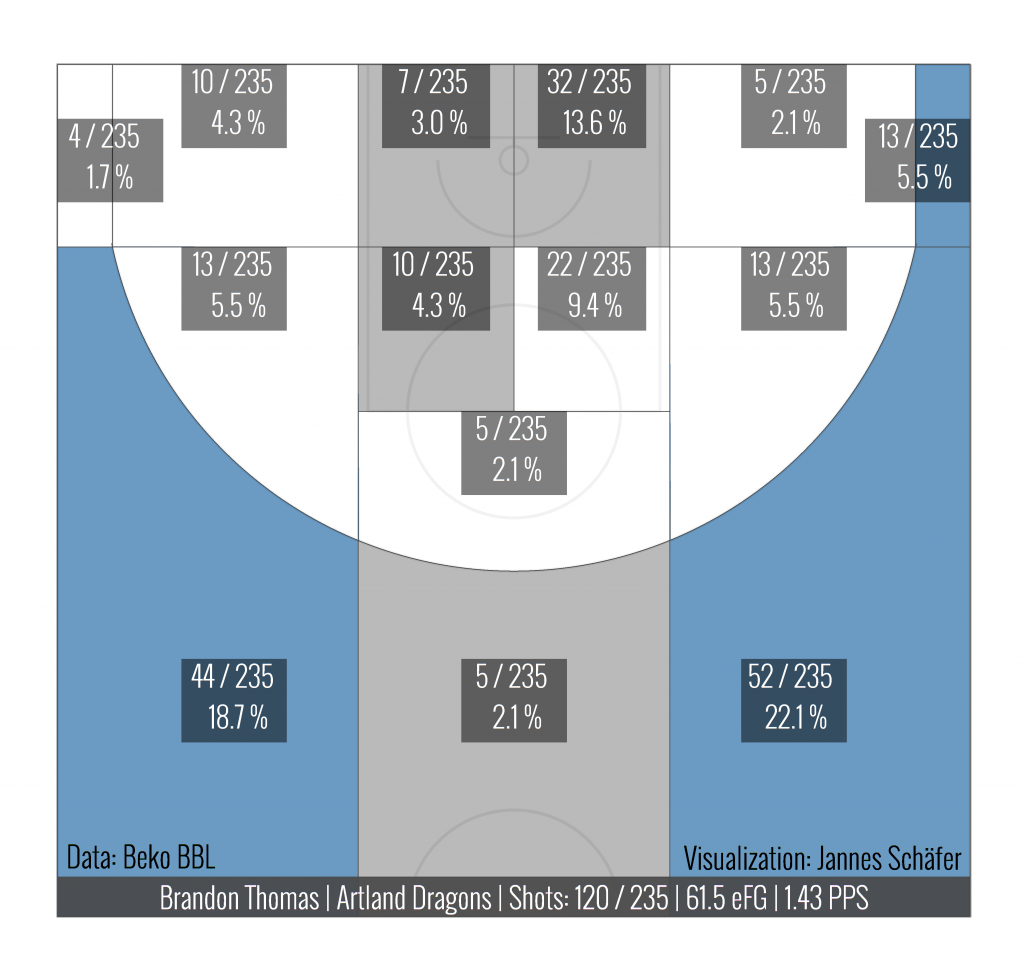 10 / 235
4.3 %
7 / 235
3.0 %
32 / 235
13.6 %
5 / 235
2.1 %
4 / 235
1.7 %
13 / 235
5.5 %
13 / 235
5.5 %
10 / 235
4.3 %
22 / 235
9.4 %
13 / 235
5.5 %
5 / 235
2.1 %
44 / 235
18.7 %
5 / 235
2.1 %
52 / 235
22.1 %
Data: Beko BBL
Visualization: Jannes Schäfer
Brandon Thomas | Artland Dragons | Shots: 120 / 235 | 61.5 eFG | 1.43 PPS